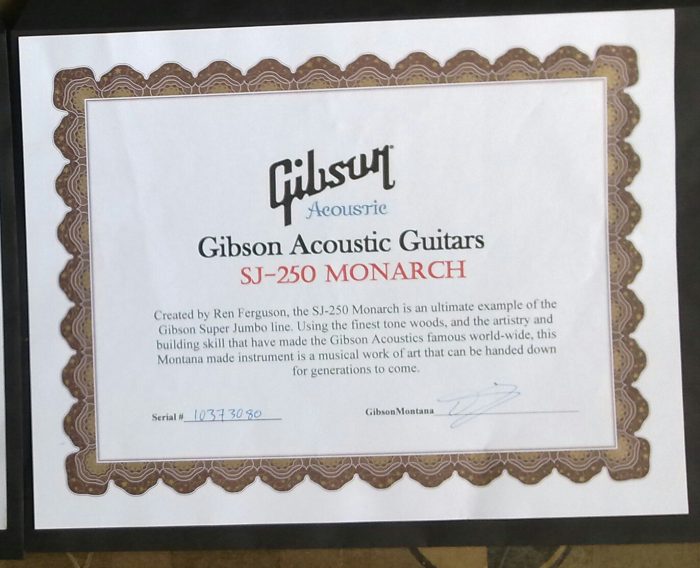 Gibson
Acoustic
Gibson Acoustic Guitars
SJ-250 MONARCH
Created by Ren Ferguson, the SJ-250 Monarch is an ultimate example of the
Gibson Super Jumbo line. Using the finest tone woods, and the artistry and
building skill that have made the Gibson Acoustics famous world-wide, this
Montana made instrument is a musical work of art that can be handed down
for generations to come.
Serial # 10373080 GibsonMontana